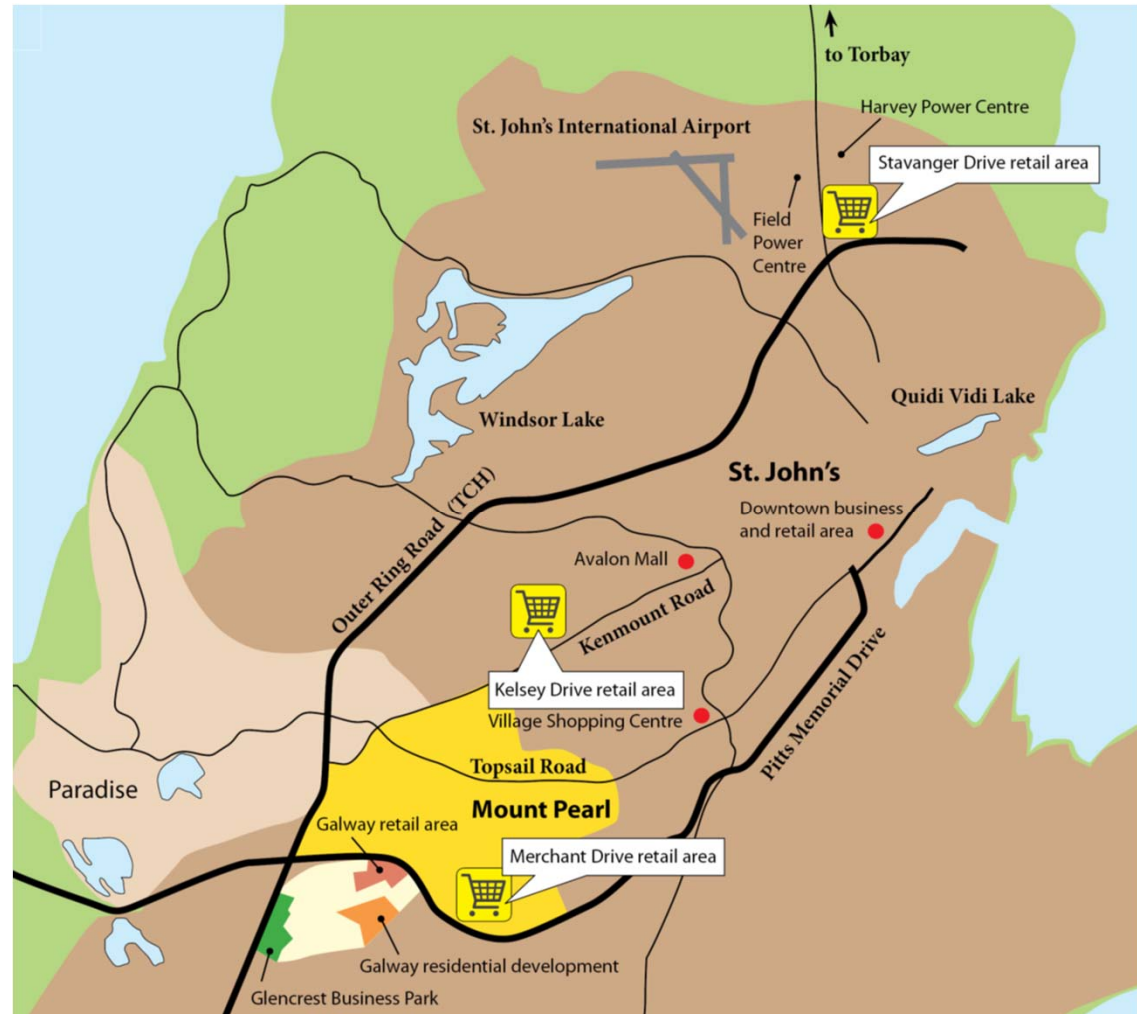 to Torbay
Harvey Power Centre
St. John's International Airport
Stavanger Drive retail area
Field
Power
Centre
Windsor Lake
Quidi Vidi Lake
St. John's
Outer Ring Road (TCH)
Downtown business
and retail area
Avalon Mall
Kenmount Road
Kelsey Drive retail area
Village Shopping Centre
Pitts Memorial Drive
Topsail Road
Paradise
Mount Pearl
Galway retail area
Merchant Drive retail area
Galway residential development
Glencrest Business Park